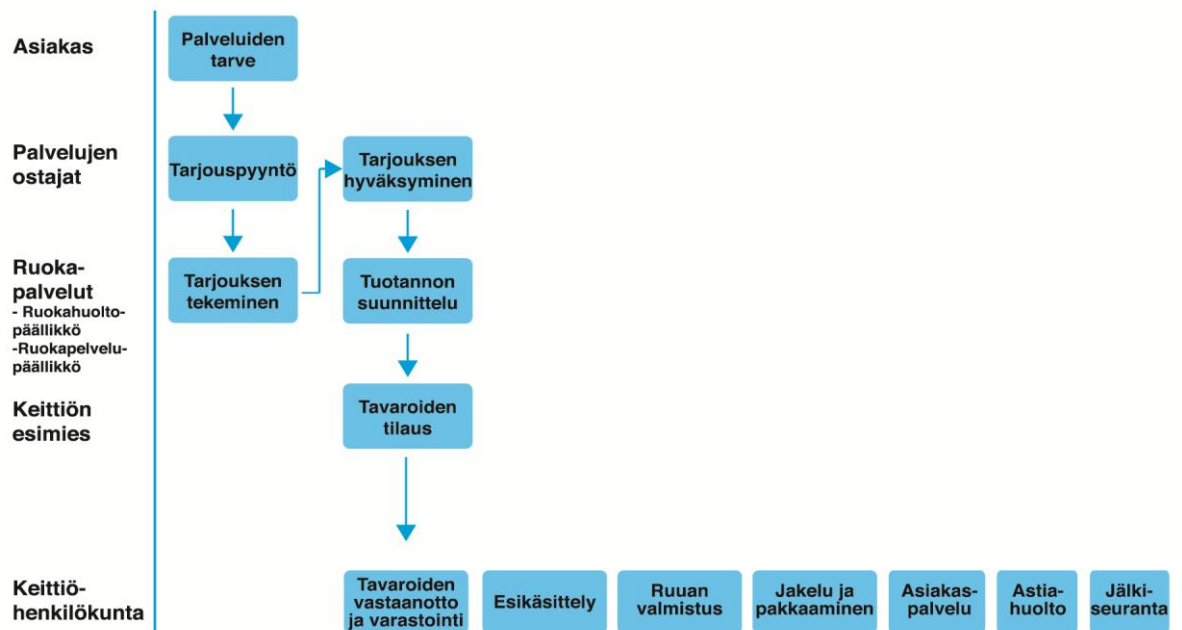 Asiakas
Palveluiden
tarve
Palvelujen
ostajat
Tarjouspyyntö
Tarjouksen
hyväksyminen
Ruoka-
palvelut
- Ruokahuolto-
päällikkö
-Ruokapelvelu-
päällikkö
Tarjouksen
tekeminen
Tuotannon
suunnittelu
Keittiön
esimies
Tavaroiden
tilaus
Keittiö-
henkilökunta
Tavaroiden
vastaanotto
ja varastointi
Esikäsittely
Ruuan
valmistus
Jakelu ja
pakkaaminen
Asiakas-
palvelu
Astia-
huolto
Jälki-
seuranta